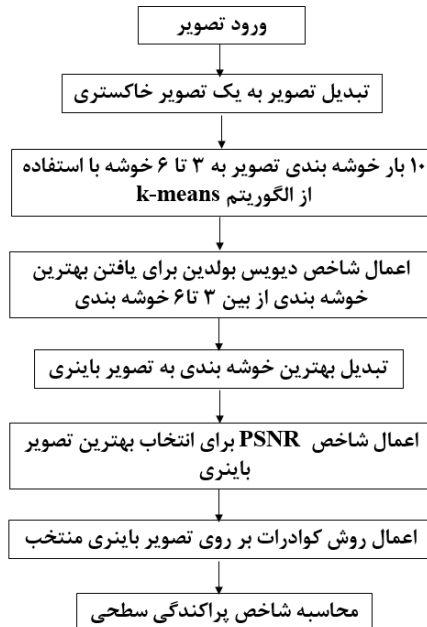 ورود تصویر
تبدیل تصویر به یک تصویر خاکستری
۱۰ بار خوشه بندی تصویر به ۳ تا ۶ خوشه با استفاده
از الگوریتم k-means
اعمال شاخص دیویس بولدین برای یافتن بهترین
خوشه بندی از بین ۳ تا۶ خوشه بندی
تبدیل بهترین خوشه بندی به تصویر باینری
اعمال شاخص PSNR برای انتخاب بهترین تصویر
باینری
اعمال روش کوادرات بر روی تصویر باینری منتخب
محاسبه شاخص پراکندگی سطحی